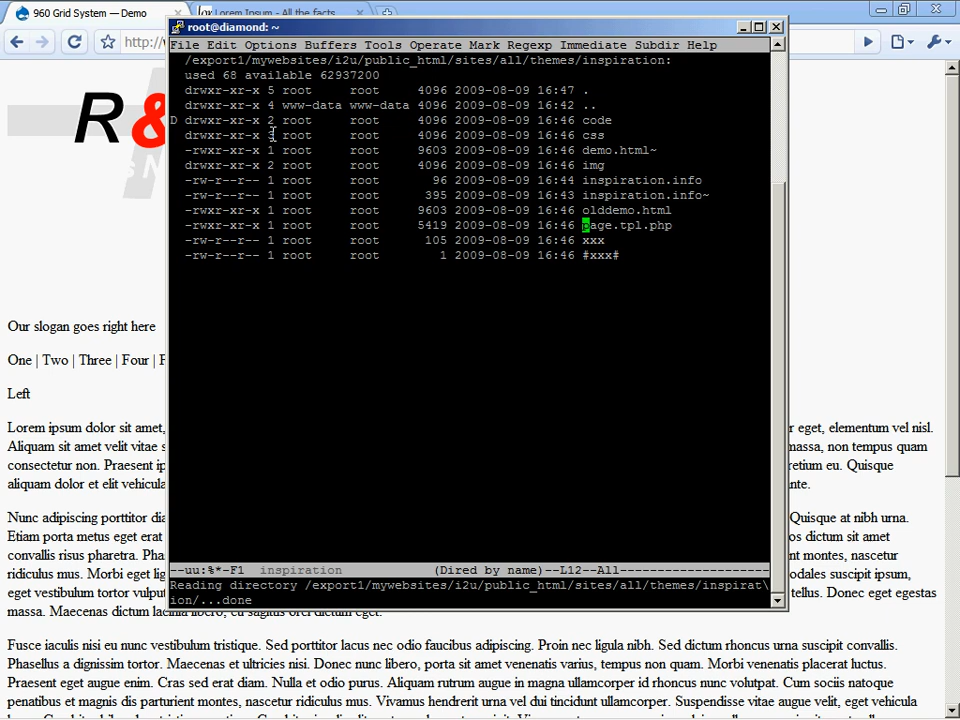 960 Grid System — Demo
Lorem Ipsum - All the facts
http://
root@diamond: ~
File Edit Options Buffers Tools Operate Mark Regexp Immediate Subdir Help
/export1/mywebsites/i2u/public_html/sites/all/themes/inspiration:
used 68 available 62937200
drwxr-xr-x 5 root root 4096 2009-08-09 16:47 .
drwxr-xr-x 4 www-data www-data 4096 2009-08-09 16:42 ..
D drwxr-xr-x 2 root root 4096 2009-08-09 16:46 code
drwxr-xr-x 3 root root 4096 2009-08-09 16:46 css
-rwxr-xr-x 1 root root 9603 2009-08-09 16:46 demo.html~
drwxr-xr-x 2 root root 4096 2009-08-09 16:46 img
-rw-r--r-- 1 root root 96 2009-08-09 16:44 inspiration.info
-rw-r--r-- 1 root root 395 2009-08-09 16:43 inspiration.info~
-rwxr-xr-x 1 root root 9603 2009-08-09 16:46 olddemo.html
-rwxr-xr-x 1 root root 5419 2009-08-09 16:46 page.tpl.php
-rw-r--r-- 1 root root 105 2009-08-09 16:46 xxx
-rw-r--r-- 1 root root 1 2009-08-09 16:46 #xxx#
--uu:%*-F1 inspiration (Dired by name)--L12--All--------------------
Reading directory /export1/mywebsites/i2u/public_html/sites/all/themes/inspirat\
ion/...done
R &
Our slogan goes right here
One | Two | Three | Four |
Left
Lorem ipsum dolor sit amet, r eget, elementum vel nisl.
Aliquam sit amet velit vitae massa, non tempus quam
consectetur non. Praesent retium eu. Quisque
aliquam dolor et elit vehicula ante.
Nunc adipiscing porttitor Quisque at nibh urna.
Etiam porta metus eget dictum ac
convallis risus pharetra. montes, nascetur
ridiculus mus. Morbi eget sodales suscipit ipsum,
eget vestibulum tortor tellus. Duis ornare egestas
massa. Maecenas dictum lacinia libero, eu sagittis orci dictum eget.
Fusce iaculis nisi eu nunc vestibulum tristique. Sed porttitor lacus eu odio faucibus adipiscing. Proin nec ligula nibh. Sed dictum rhoncus urna suscipit convallis.
Phasellus a dignissim tortor. Maecenas et ultricies nisi. Donec nunc libero, porta sit amet venenatis varius, tempus non quam. Morbi venenatis placerat luctus.
Praesent eget augue enim. Cras sed erat diam. Nulla et odio purus. Aliquam rutrum augue in magna ullamcorper id rhoncus nunc volutpat. Cum sociis natoque
penatibus et magnis dis parturient montes, nascetur ridiculus mus. Vivamus hendrerit urna vel dui tincidunt ullamcorper. Suspendisse vitae augue vitae mi